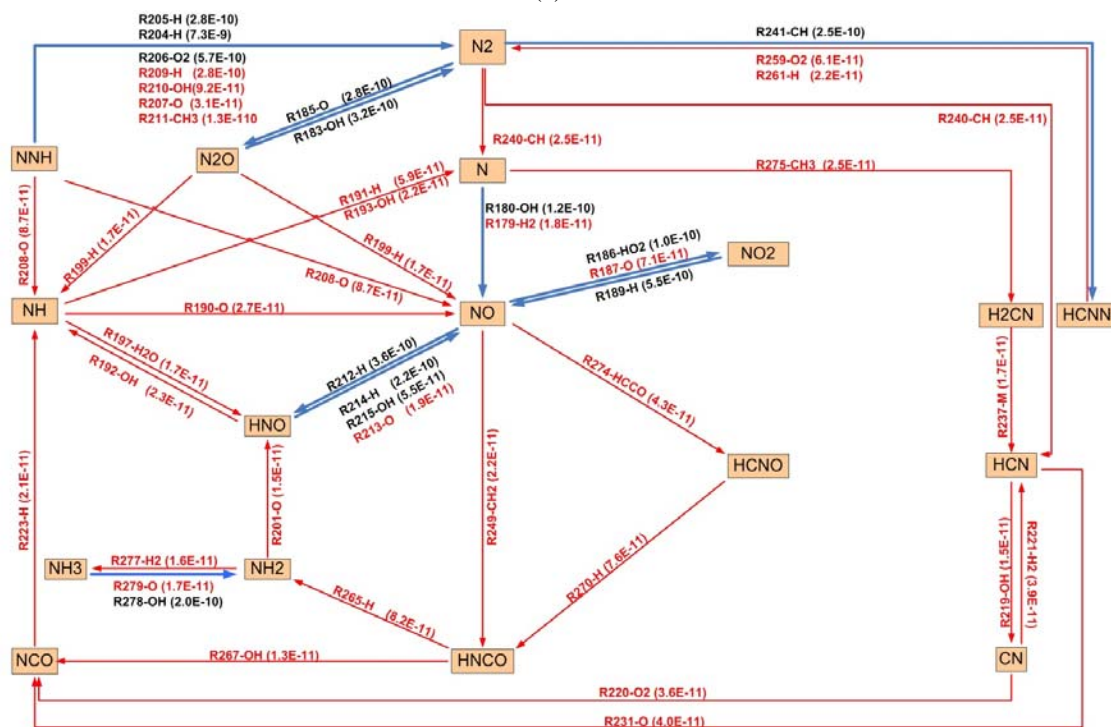 R205-H (2.8E-10)
R204-H (7.3E-9)
R206-O2 (5.7E-10)
R209-H (2.8E-10)
R210-OH(9.2E-11)
R207-O (3.1E-11)
R211-CH3 (1.3E-110
N2
R241-CH (2.5E-10)
R259-O2 (6.1E-11)
R261-H (2.2E-11)
R185-O (2.8E-10)
R183-OH (3.2E-10)
R240-CH (2.5E-11)
R240-CH (2.5E-11)
NNH
N2O
N
R275-CH3 (2.5E-11)
R191-H (5.9E-11)
R193-OH (2.2E-11)
R180-OH (1.2E-10)
R179-H2 (1.8E-11)
R208-O (8.7E-11)
R199-H (1.7E-11)
R199-H (1.7E-11)
R208-O (8.7E-11)
R186-HO2 (1.0E-10)
R187-O (7.1E-11)
R189-H (5.5E-10)
NO2
NH
R190-O (2.7E-11)
NO
H2CN
HCNN
R197-H2O (1.7E-11)
R192-OH (2.3E-11)
R212-H (3.6E-10)
R214-H (2.2E-10)
R215-OH (5.5E-11)
R213-O (1.9E-11)
R274-HCCO (4.3E-11)
R237-M (1.7E-11)
HNO
HCNO
HCN
R223-H (2.1E-11)
R201-O (1.5E-11)
R249-CH2 (2.2E-11)
R270-H (7.6E-11)
R219-OH (1.5E-11)
R221-H2 (3.9E-11)
NH3
R277-H2 (1.6E-11)
NH2
R279-O (1.7E-11)
R278-OH (2.0E-10)
R265-H (8.2E-11)
NCO
R267-OH (1.3E-11)
HNCO
CN
R220-O2 (3.6E-11)
R231-O (4.0E-11)